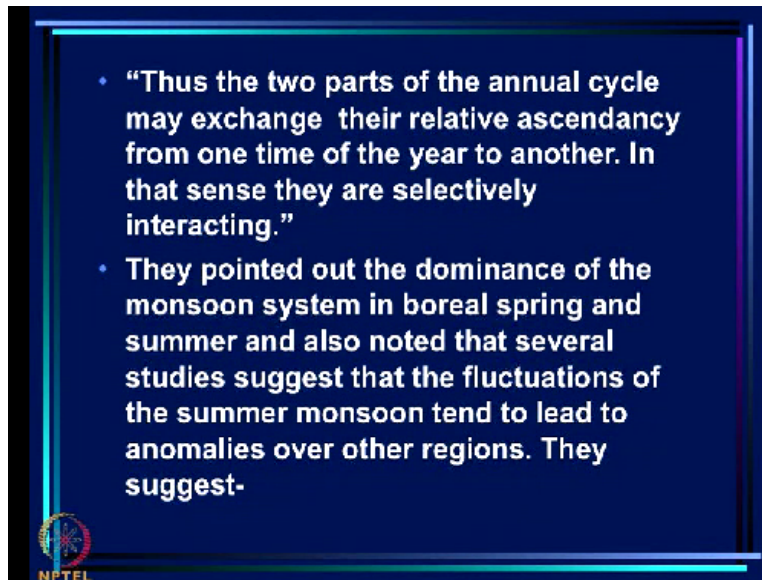 • “Thus the two parts of the annual cycle
may exchange  their relative ascendancy
from one time of the year to another. In
that sense they are selectively
interacting.”
• They pointed out the dominance of the
monsoon system in boreal spring and
summer and also noted that several
studies suggest that the fluctuations of
the summer monsoon tend to lead to
anomalies over other regions. They
suggest-
NPTEL